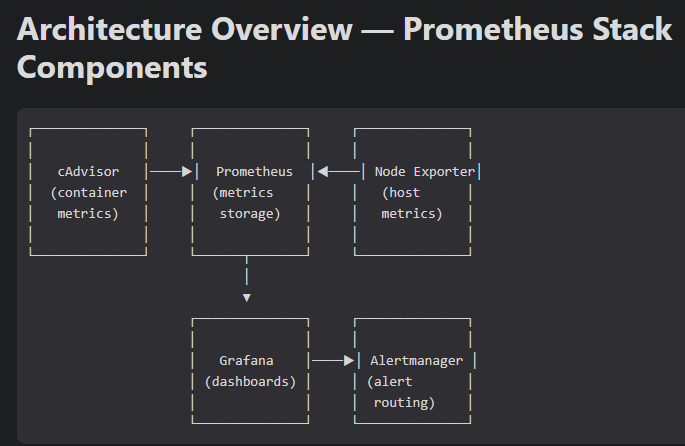 Architecture Overview — Prometheus Stack
Components
cAdvisor Prometheus Node Exporter
(container (metrics (host
metrics) storage) metrics)
Grafana Alertmanager
(dashboards) (alert
routing)